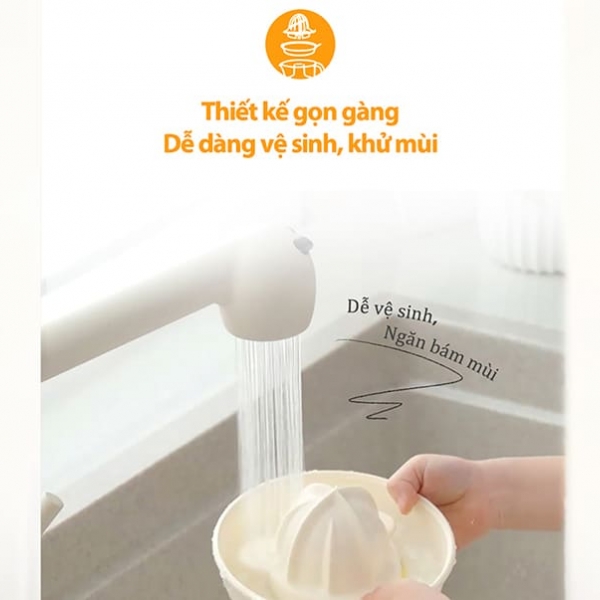 Thiết kế gọn gàng
Dễ dàng vệ sinh, khử mùi
Dễ vệ sinh,
Ngăn bám mùi